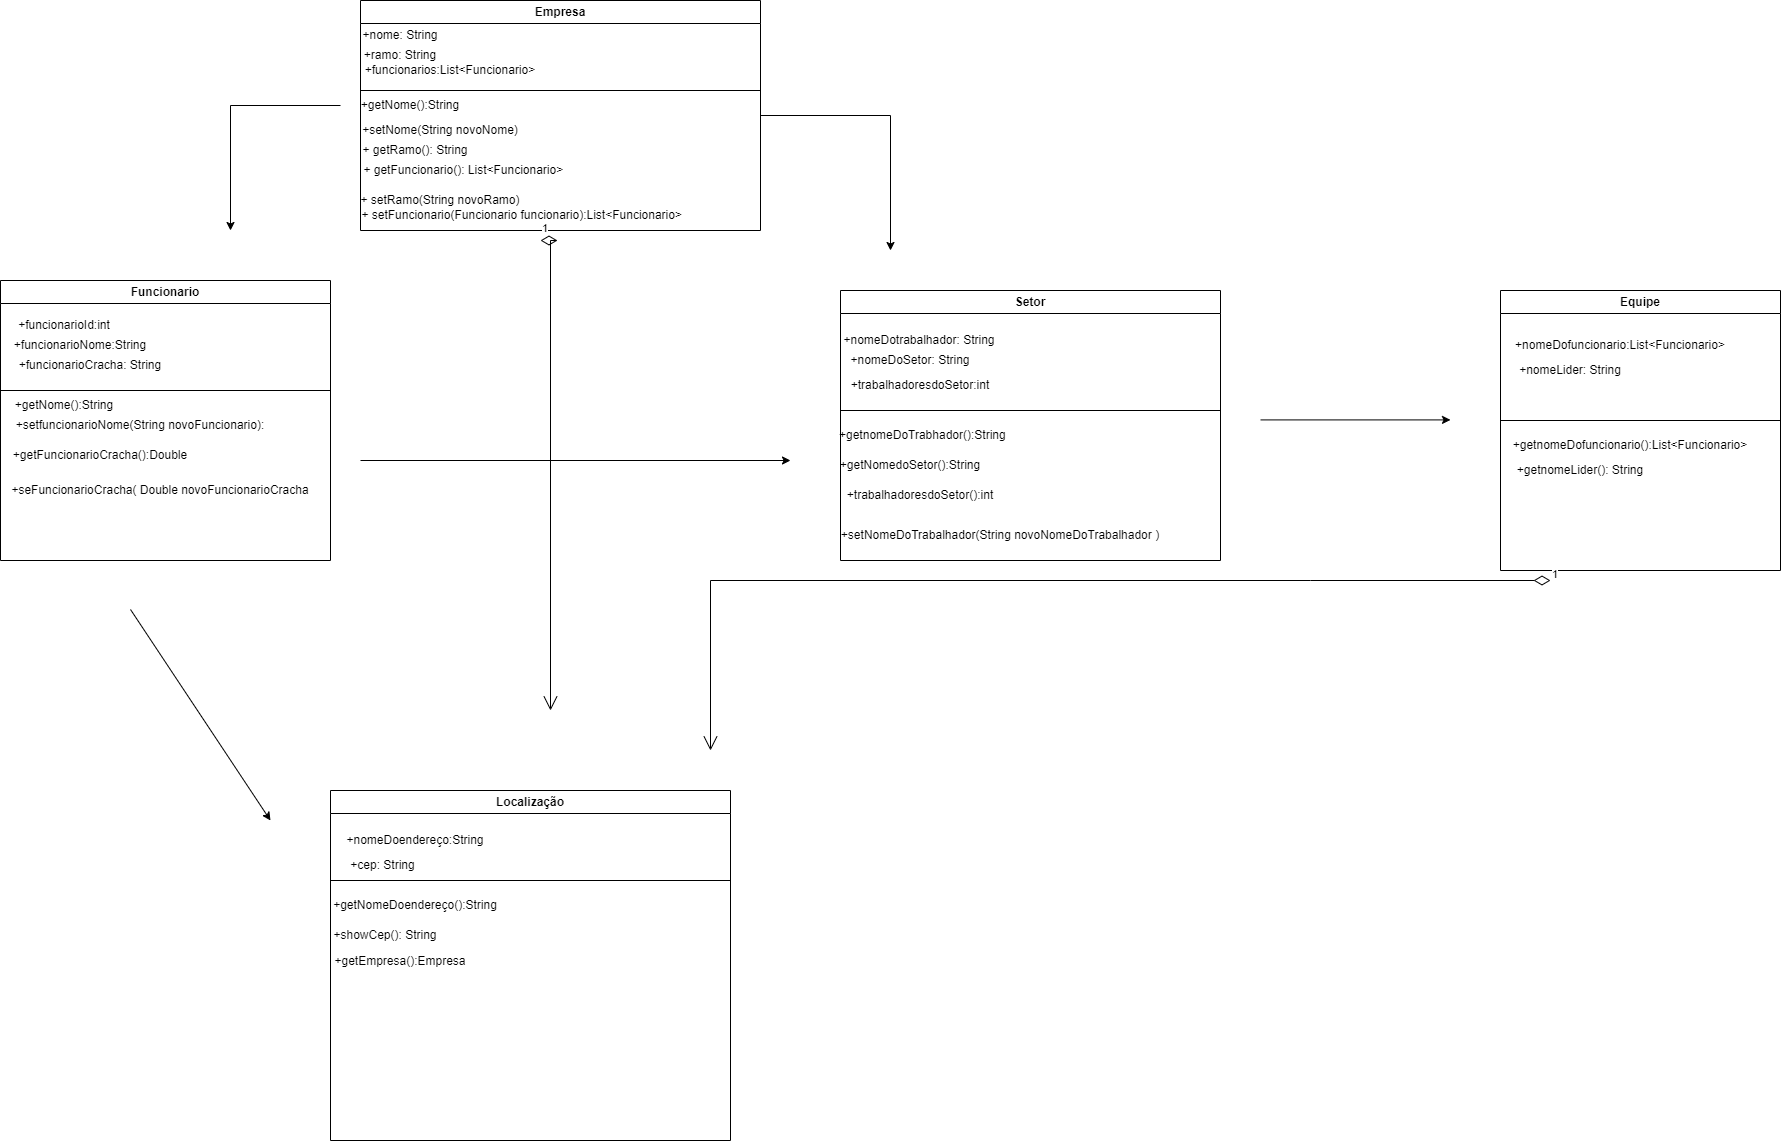 Empresa
+nome: String
+ramo: String
+funcionarios:List<Funcionario>
+getNome():String
+setNome(String novoNome)
+ getRamo(): String
+ getFuncionario(): List<Funcionario>
+ setRamo(String novoRamo)
+ setFuncionario(Funcionario funcionario):List<Funcionario>
1
Funcionario
+funcionarioId:int
+funcionarioNome:String
+funcionarioCracha: String
+getNome():String
+setfuncionarioNome(String novoFuncionario):
+getFuncionarioCracha():Double
+seFuncionarioCracha( Double novoFuncionarioCracha
Setor
+nomeDotrabalhador: String
+nomeDoSetor: String
+trabalhadoresdoSetor:int
+getnomeDoTrabhador():String
+getNomedoSetor():String
+trabalhadoresdoSetor():int
+setNomeDoTrabalhador(String novoNomeDoTrabalhador )
Equipe
+nomeDofuncionario:List<Funcionario>
+nomeLider: String
+getnomeDofuncionario():List<Funcionario>
+getnomeLider(): String
1
Localização
+nomeDoendereço:String
+cep: String
+getNomeDoendereço():String
+showCep(): String
+getEmpresa():Empresa